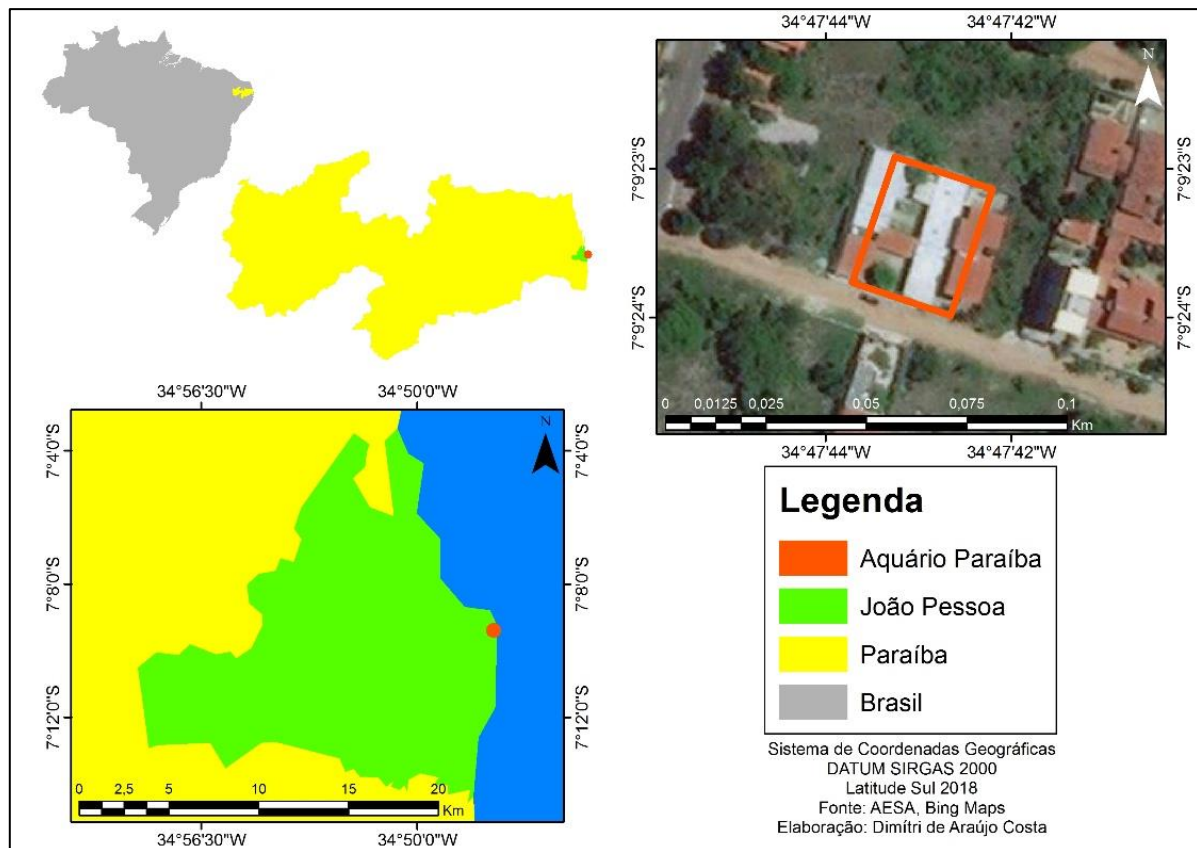 34°47'44"W 34°47'42"W
N
7°9'23"S 7°9'23"S
7°9'24"S 7°9'24"S
0 0,0125 0,025 0,05 0,075 0,1
Km
34°47'44"W 34°47'42"W
34°56'30"W 34°50'0"W
N
7°4'0"S 7°4'0"S
7°8'0"S 7°8'0"S
7°12'0"S 7°12'0"S
0 2,5 5 10 15 20
Km
34°56'30"W 34°50'0"W
Legenda
Aquário Paraíba
João Pessoa
Paraíba
Brasil
Sistema de Coordenadas Geográficas
DATUM SIRGAS 2000
Latitude Sul 2018
Fonte: AESA, Bing Maps
Elaboração: Dimítri de Araújo Costa